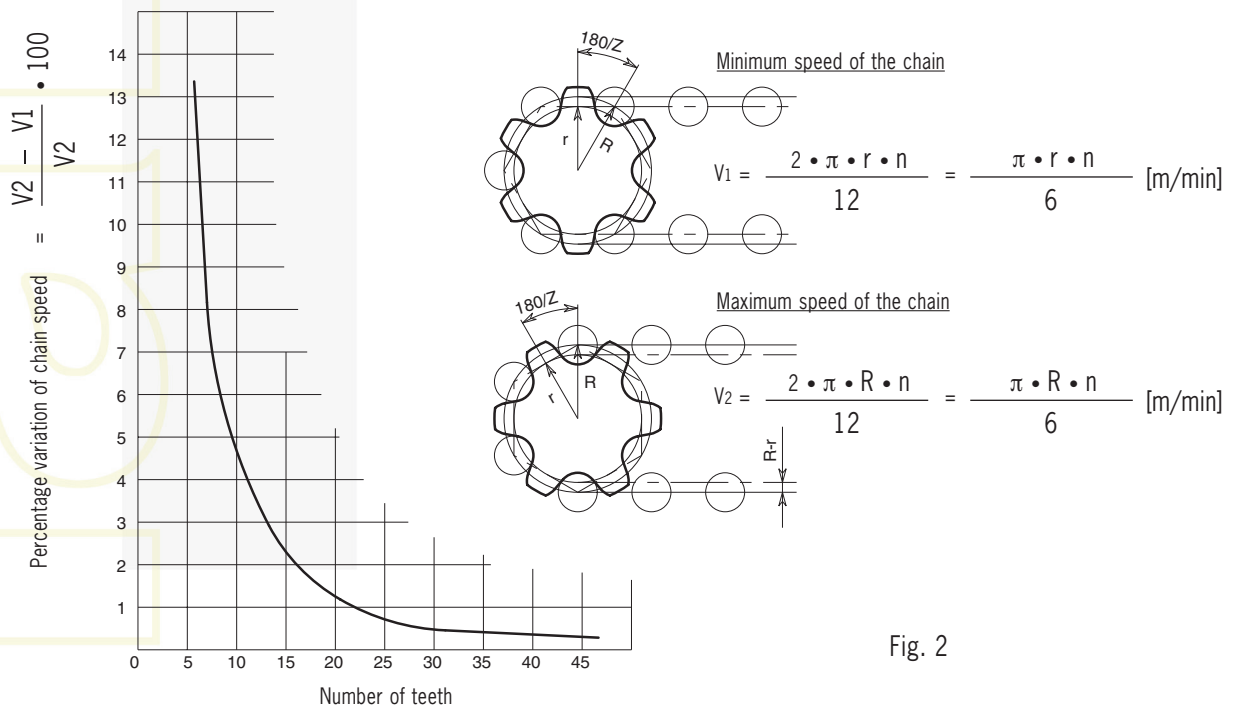 Percentage variation of chain speed = V2 − V1 / V2 • 100
14
13
12
11
10
9
8
7
6
5
4
3
2
1
0 5 10 15 20 25 30 35 40 45
Number of teeth
180/Z
r
r
R
Minimum speed of the chain
V1 = 2 • π • r • n / 12 = π • r • n / 6 [m/min]
180/Z
r
r
R
Maximum speed of the chain
V2 = 2 • π • R • n / 12 = π • R • n / 6 [m/min]
R-r
Fig. 2